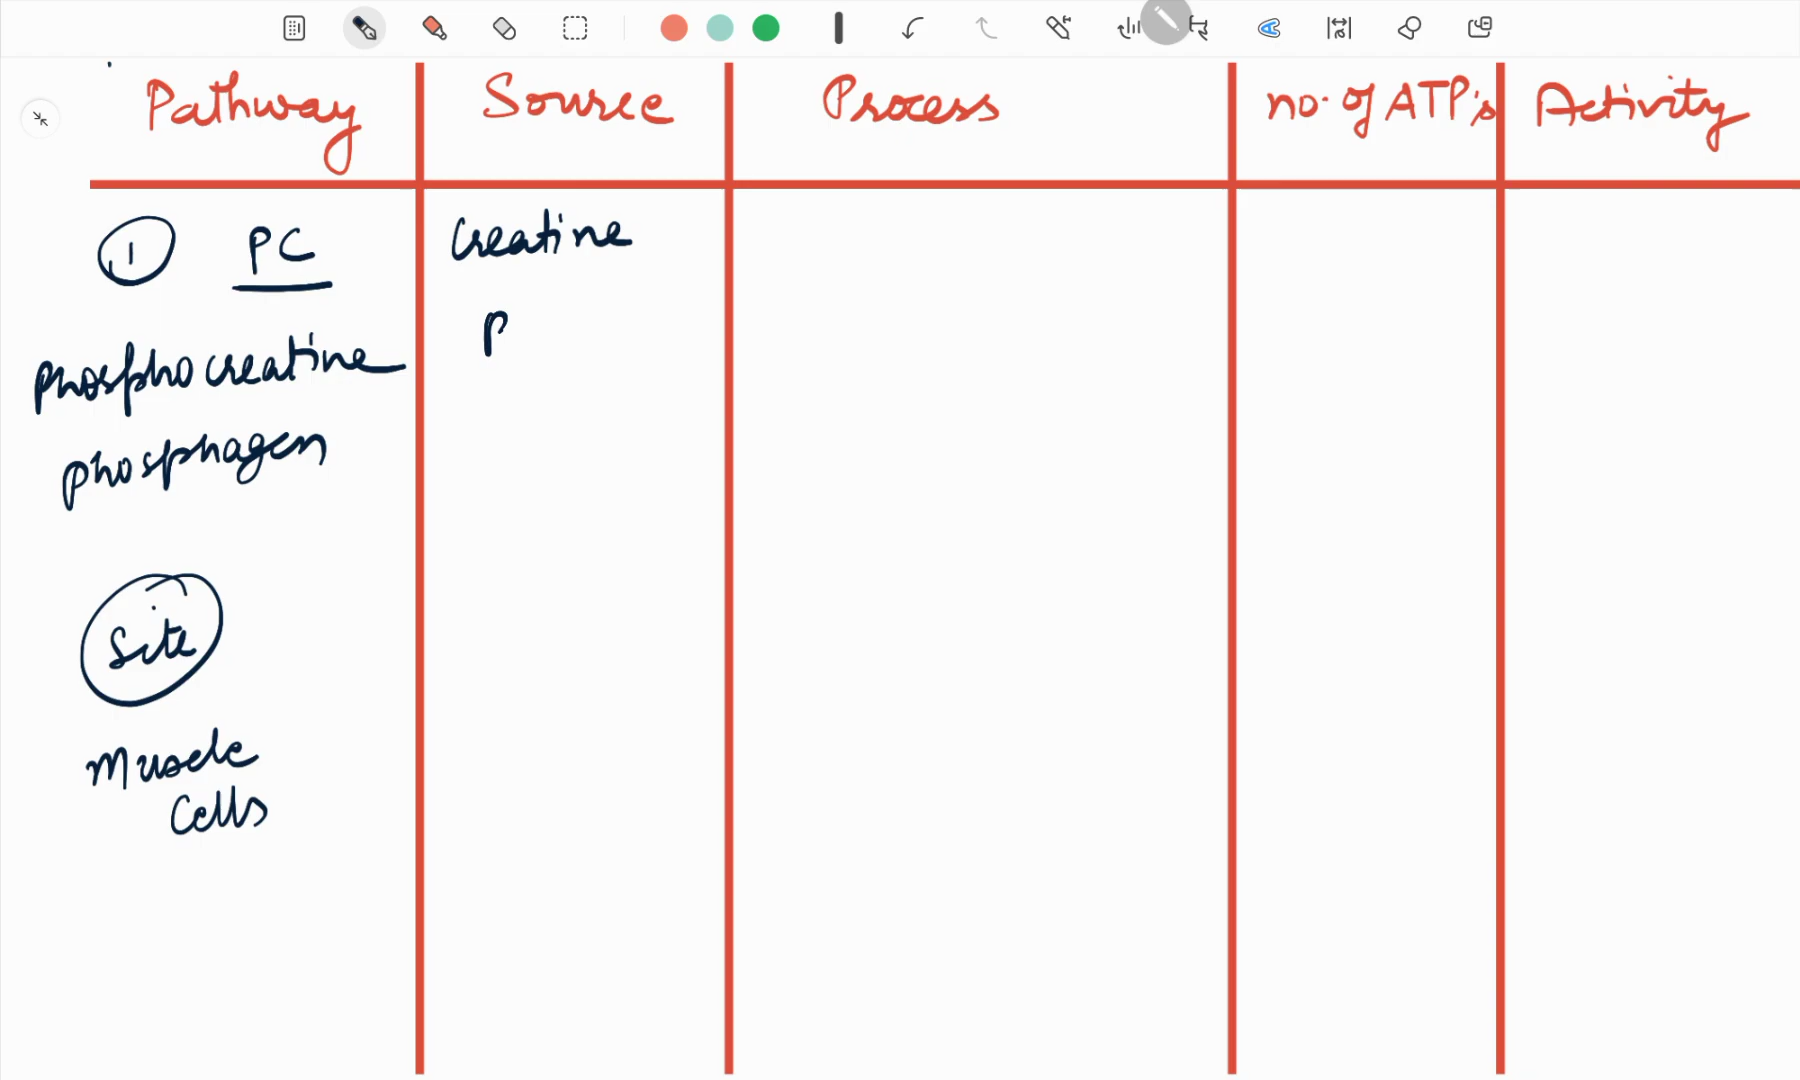 Pathway Source Process no. of ATP's Activity
① PC
phosphocreatine
phosphagen
Site
Muscle
Cells
Creatine
P